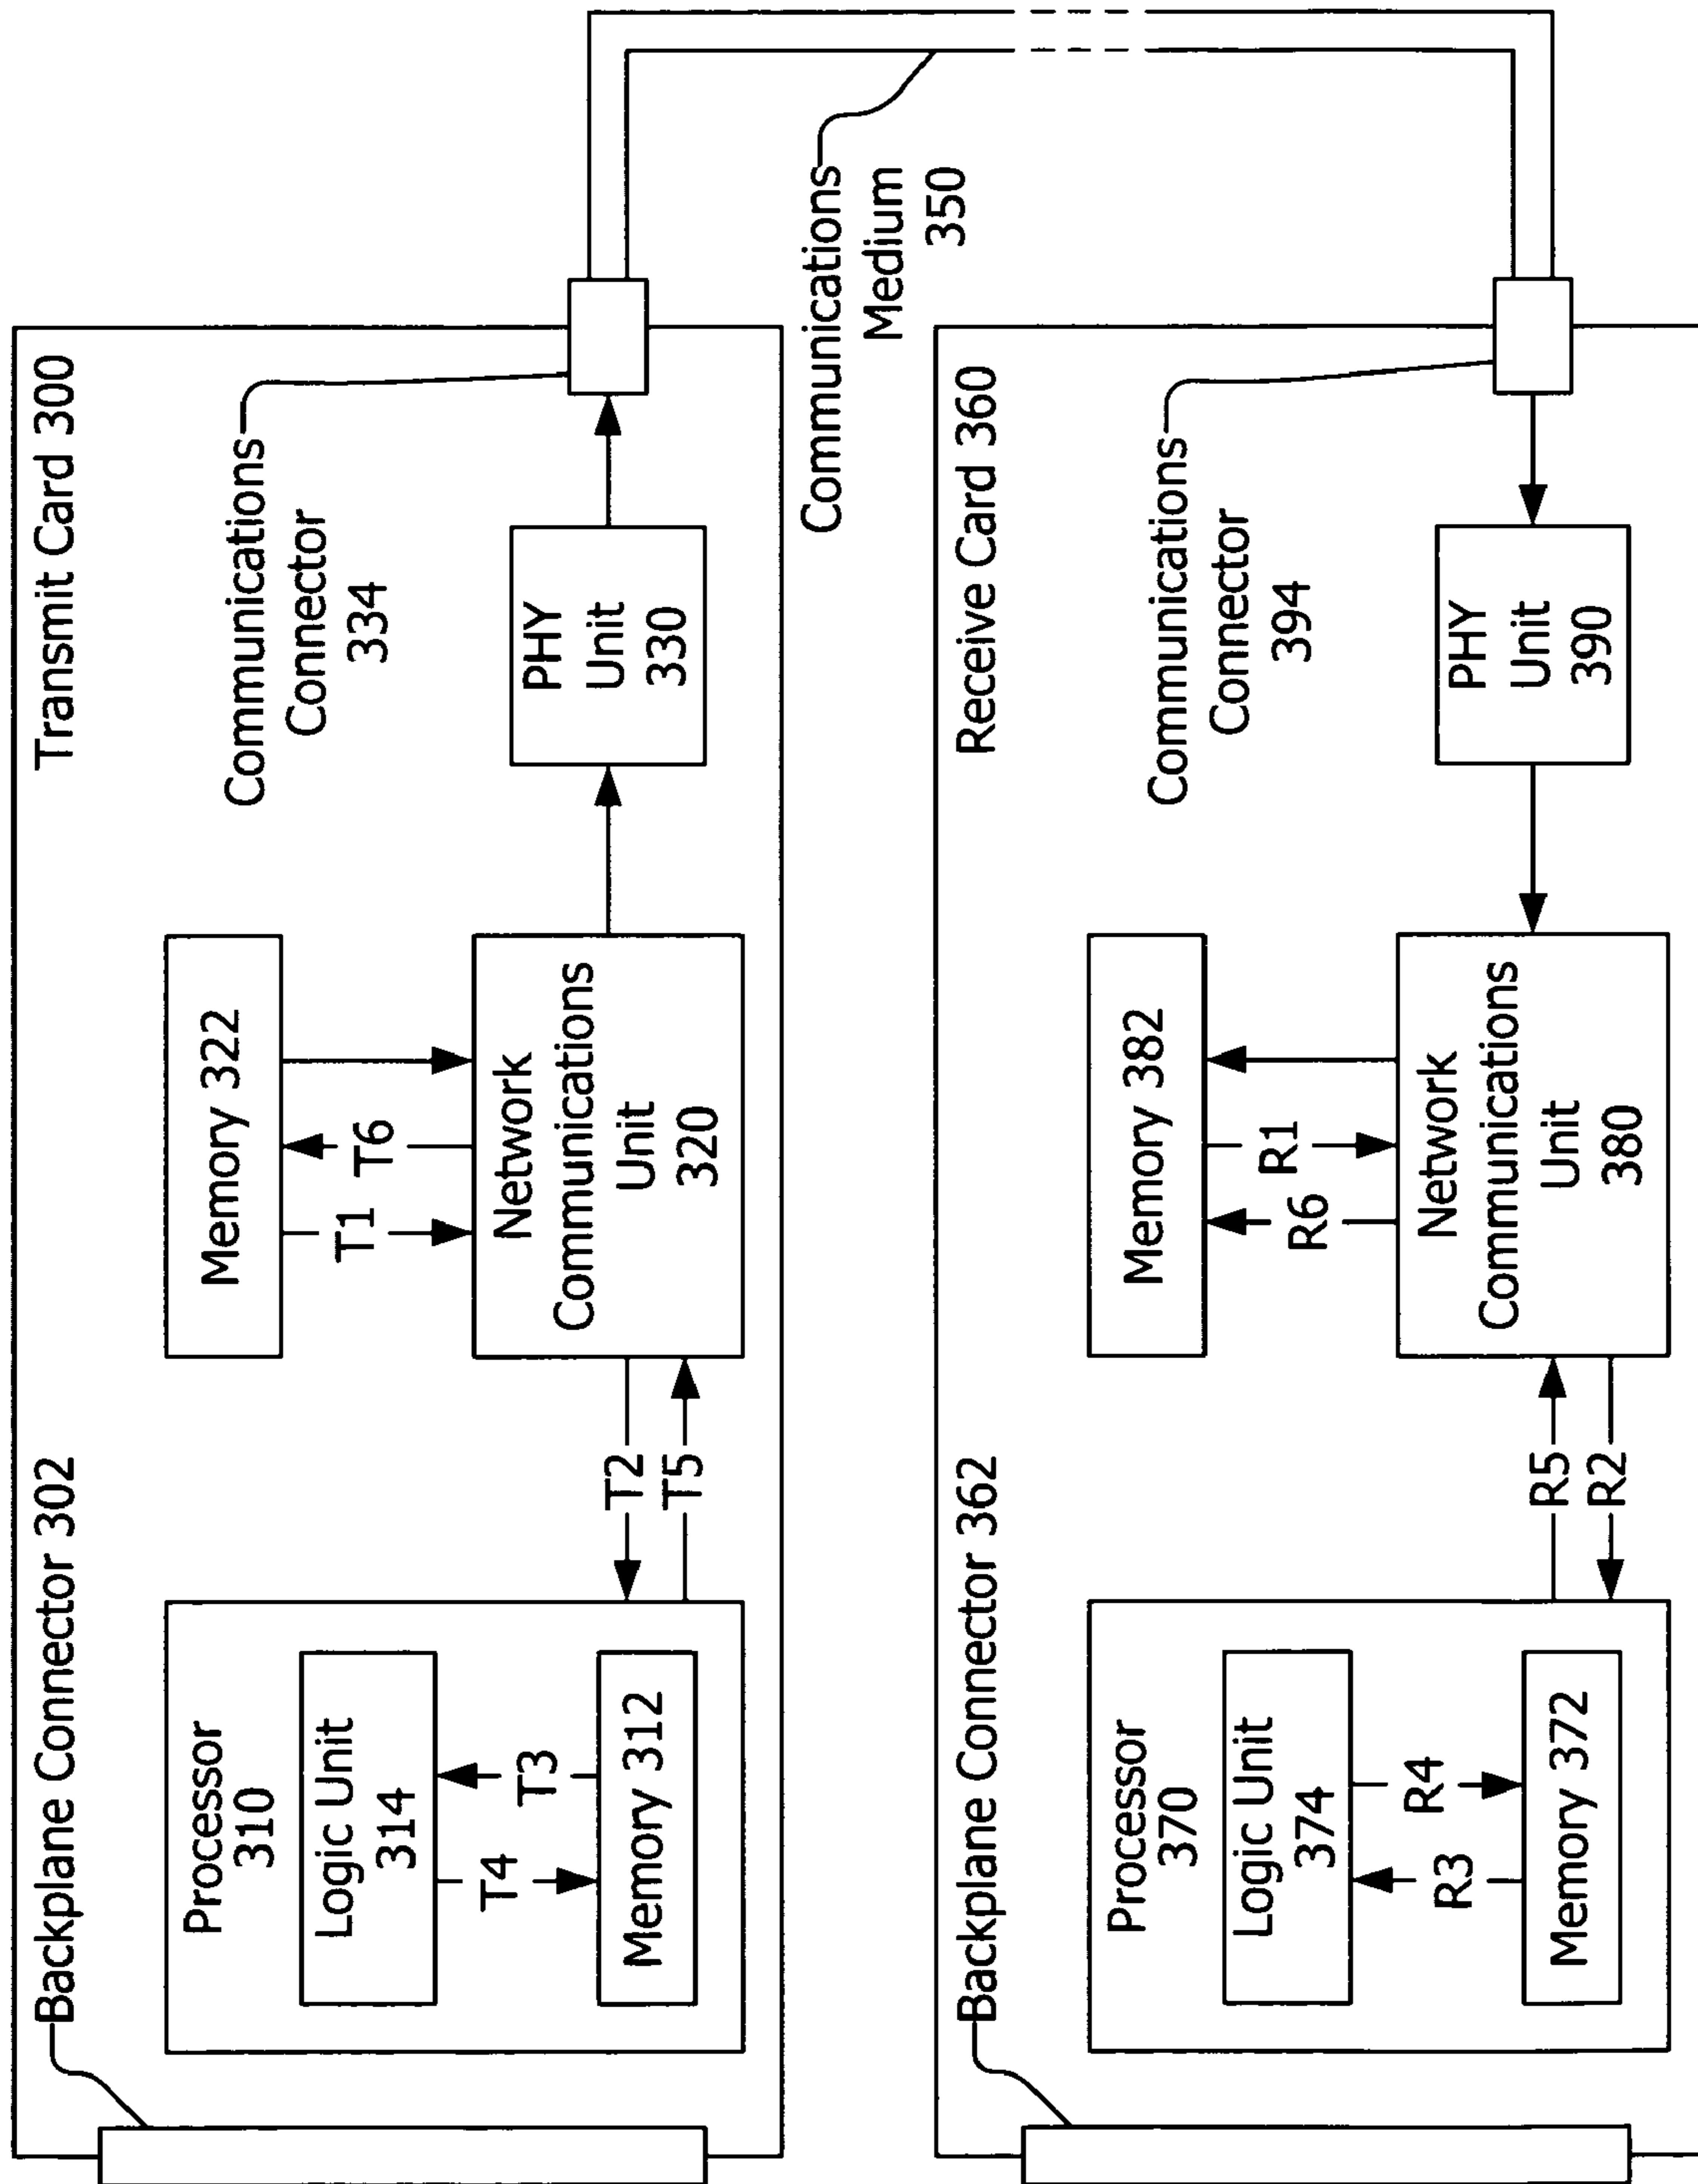 Backplane Connector 302
Transmit Card 300
Processor
310
Logic Unit
314
T4
T3
Memory 312
T2
T5
Memory 322
T1
T6
Network
Communications
Unit
320
Communications
Connector
334
PHY
Unit
330
Communications
Medium
350
Backplane Connector 362
Receive Card 360
Processor
370
Logic Unit
374
R3
R4
Memory 372
R5
R2
Memory 382
R6
R1
Network
Communications
Unit
380
Communications
Connector
394
PHY
Unit
390